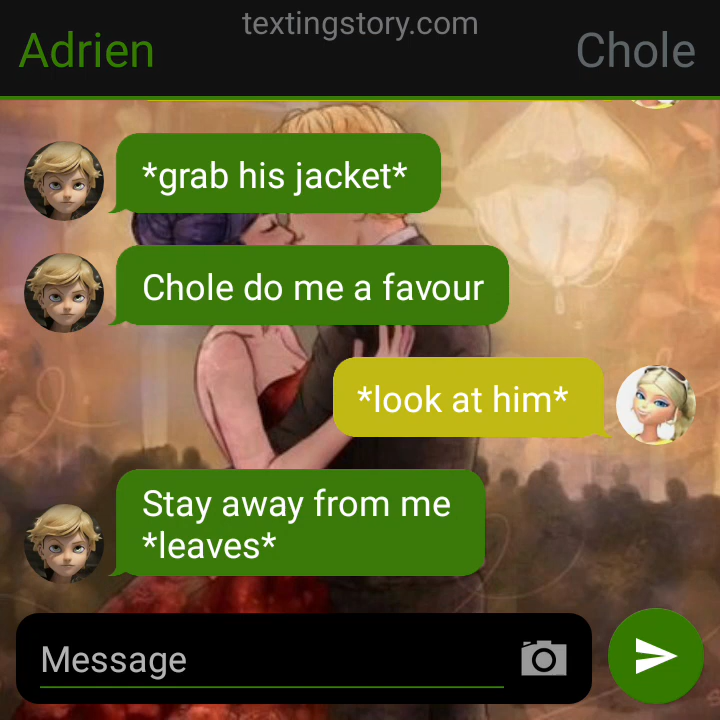 textingstory.com
Adrien
Chole
*grab his jacket*
Chole do me a favour
*look at him*
Stay away from me
*leaves*
Message